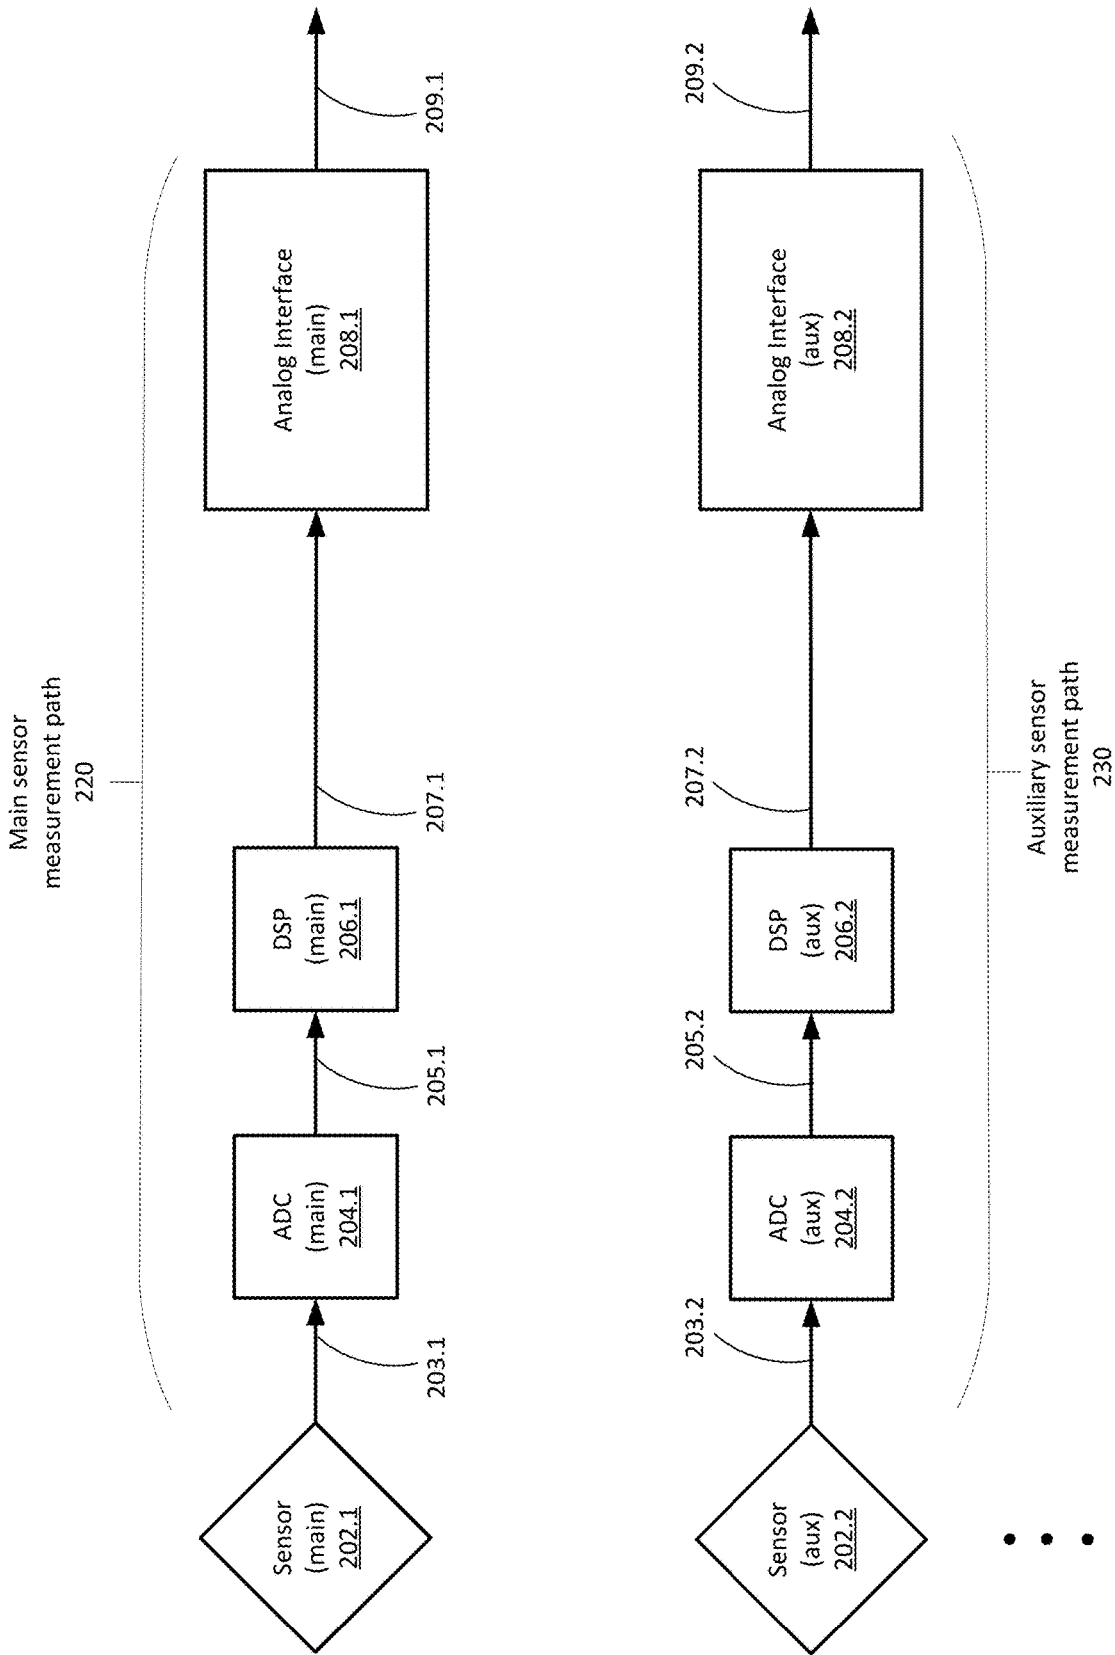 Main sensor
measurement path
220
Sensor
(main)
202.1
203.1
ADC
(main)
204.1
205.1
DSP
(main)
206.1
207.1
Analog Interface
(main)
208.1
209.1
203.2
205.2
207.2
209.2
Sensor
(aux)
202.2
ADC
(aux)
204.2
DSP
(aux)
206.2
Analog Interface
(aux)
208.2
Auxiliary sensor
measurement path
230